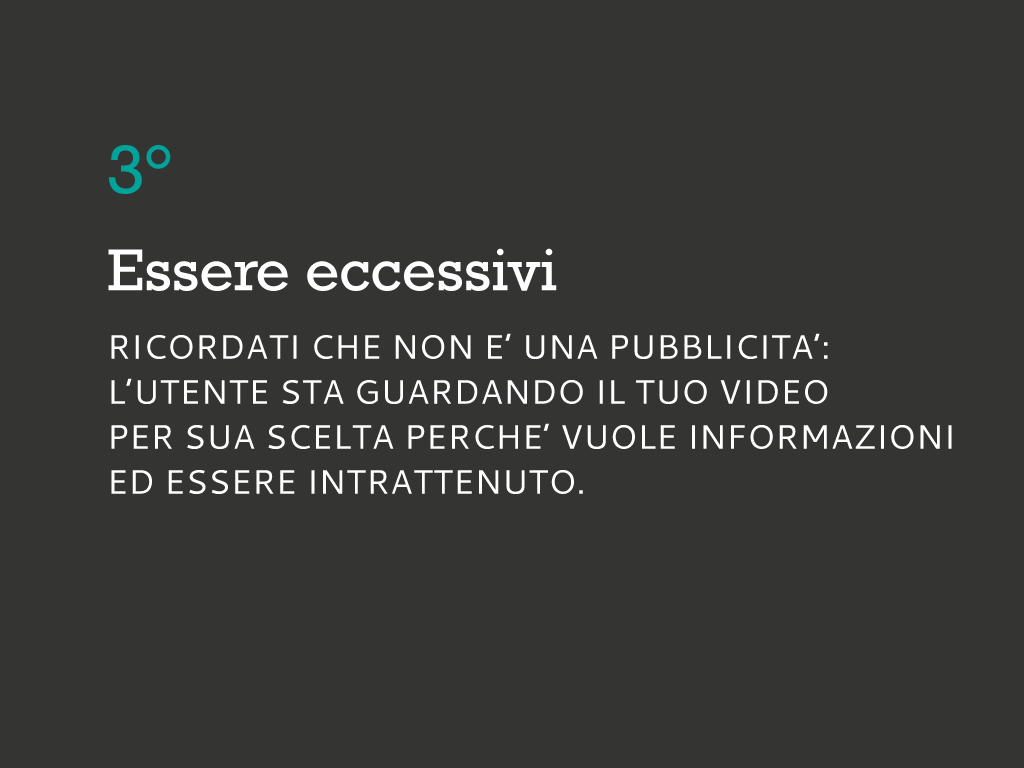 3°
Essere eccessivi
RICORDATI CHE NON E’ UNA PUBBLICITA’:
L’UTENTE STA GUARDANDO IL TUO VIDEO
PER SUA SCELTA PERCHE’ VUOLE INFORMAZIONI
ED ESSERE INTRATTENUTO.